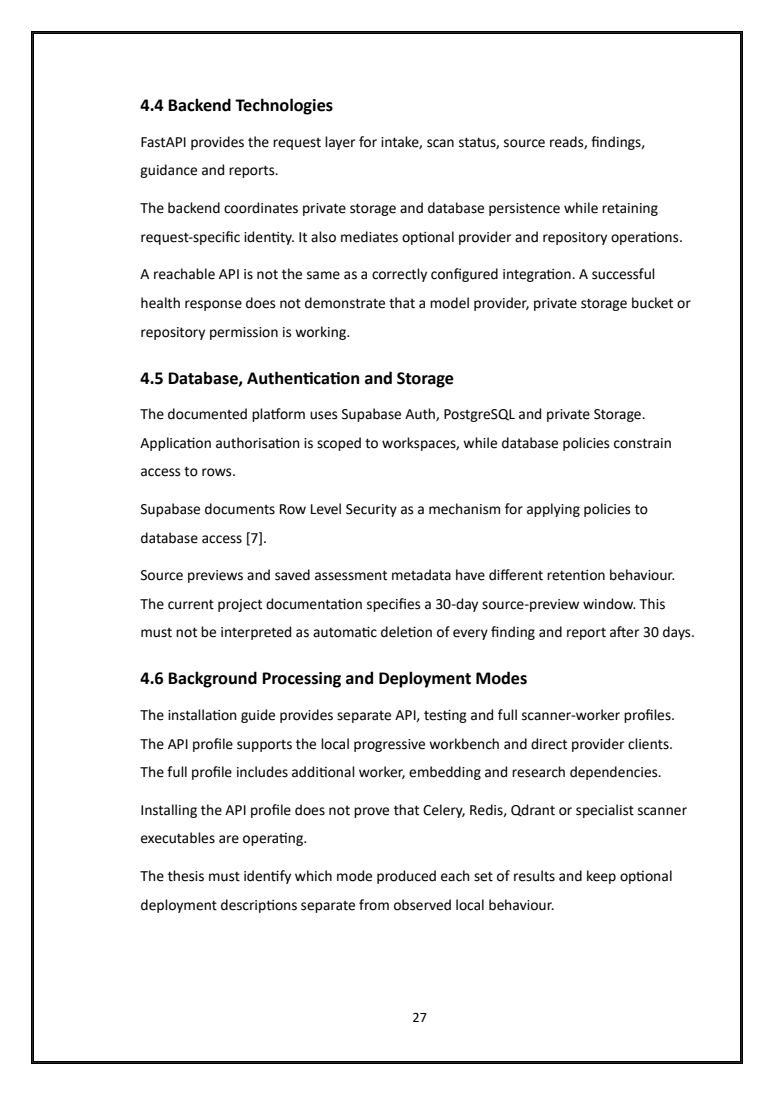 4.4 Backend Technologies
FastAPI provides the request layer for intake, scan status, source reads, findings,
guidance and reports.
The backend coordinates private storage and database persistence while retaining
request-specific identity. It also mediates optional provider and repository operations.
A reachable API is not the same as a correctly configured integration. A successful
health response does not demonstrate that a model provider, private storage bucket or
repository permission is working.
4.5 Database, Authentication and Storage
The documented platform uses Supabase Auth, PostgreSQL and private Storage.
Application authorisation is scoped to workspaces, while database policies constrain
access to rows.
Supabase documents Row Level Security as a mechanism for applying policies to
database access [7].
Source previews and saved assessment metadata have different retention behaviour.
The current project documentation specifies a 30-day source-preview window. This
must not be interpreted as automatic deletion of every finding and report after 30 days.
4.6 Background Processing and Deployment Modes
The installation guide provides separate API, testing and full scanner-worker profiles.
The API profile supports the local progressive workbench and direct provider clients.
The full profile includes additional worker, embedding and research dependencies.
Installing the API profile does not prove that Celery, Redis, Qdrant or specialist scanner
executables are operating.
The thesis must identify which mode produced each set of results and keep optional
deployment descriptions separate from observed local behaviour.
27